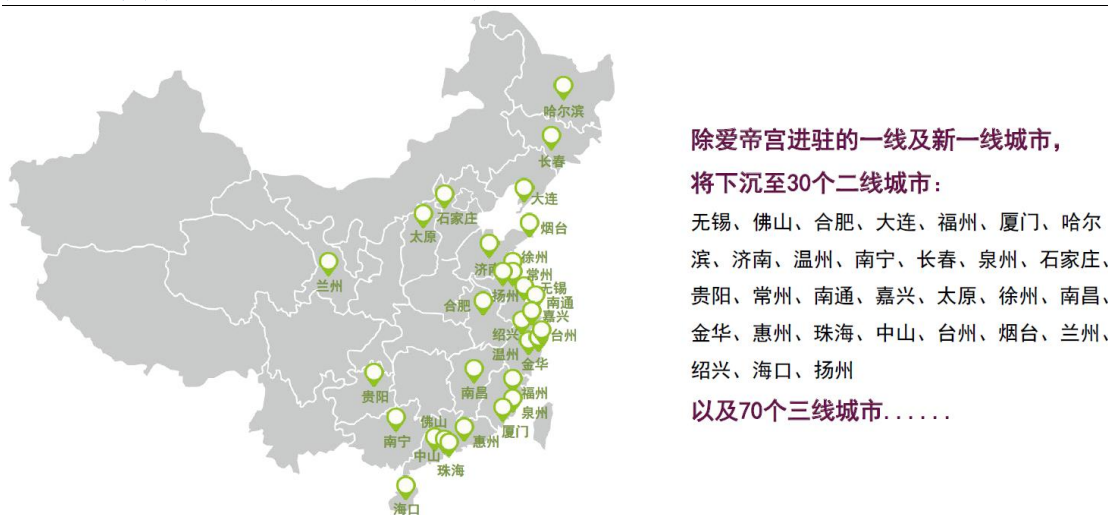 哈尔滨
长春
大连
石家庄
烟台
太原
徐州
济南
常州
兰州
无锡
扬州
南通
合肥
嘉兴
绍兴
台州
温州
金华
南昌
贵阳
福州
泉州
佛山
厦门
南宁
惠州
中山
珠海
海口
除爱帝宫进驻的一线及新一线城市，
将下沉至30个二线城市：
无锡、佛山、合肥、大连、福州、厦门、哈尔
滨、济南、温州、南宁、长春、泉州、石家庄、
贵阳、常州、南通、嘉兴、太原、徐州、南昌、
金华、惠州、珠海、中山、台州、烟台、兰州、
绍兴、海口、扬州
以及70个三线城市......